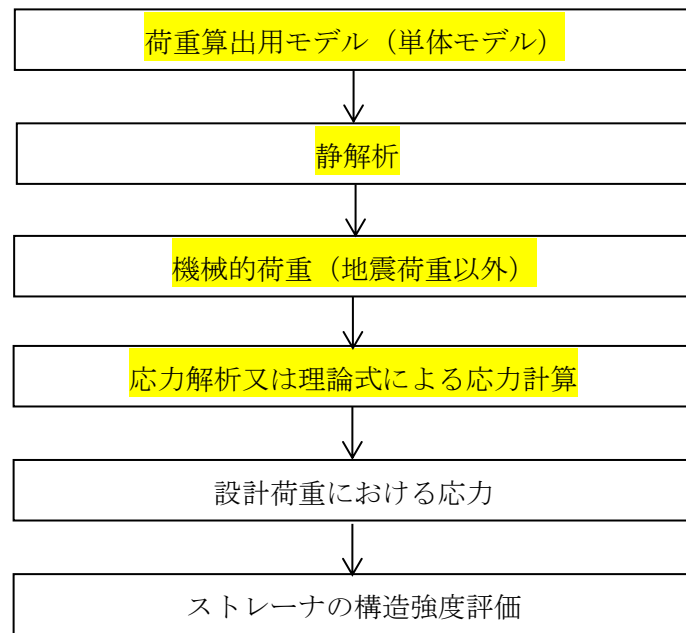 荷重算出用モデル（単体モデル）
静解析
機械的荷重（地震荷重以外）
応力解析又は理論式による応力計算
設計荷重における応力
ストレーナの構造強度評価